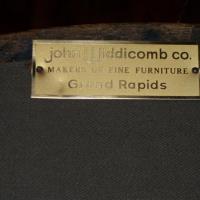 john Widdicomb co.
MAKERS OF FINE FURNITURE
Grand Rapids